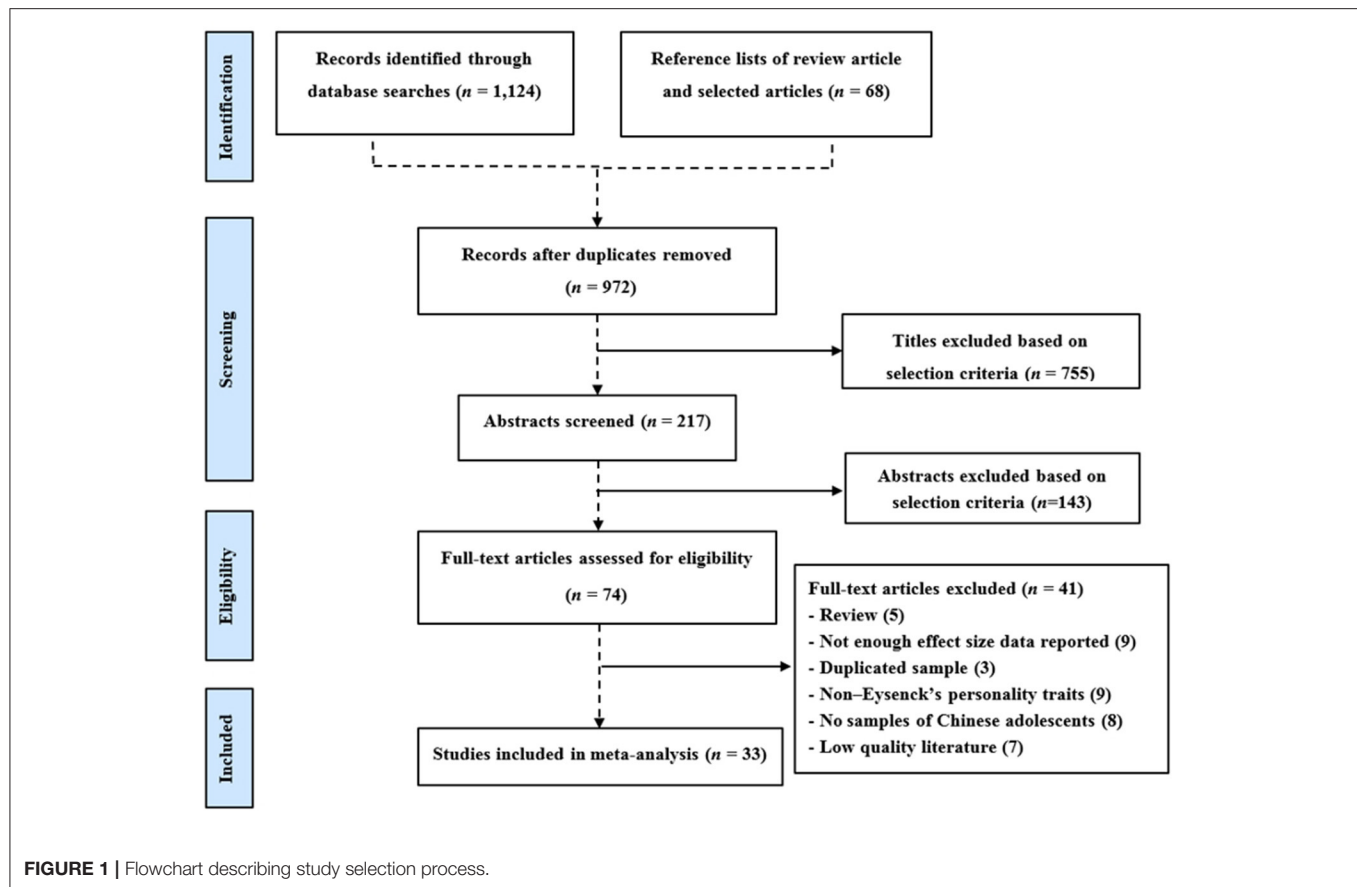 Identification
Records identified through
database searches (n = 1,124)
Reference lists of review article
and selected articles (n = 68)
Screening
Records after duplicates removed
(n = 972)
Titles excluded based on
selection criteria (n = 755)
Abstracts screened (n = 217)
Abstracts excluded based on
selection criteria (n=143)
Eligibility
Full-text articles assessed for eligibility
(n = 74)
Full-text articles excluded (n = 41)
- Review (5)
- Not enough effect size data reported (9)
- Duplicated sample (3)
- Non–Eysenck's personality traits (9)
- No samples of Chinese adolescents (8)
- Low quality literature (7)
Included
Studies included in meta-analysis (n = 33)
FIGURE 1 | Flowchart describing study selection process.